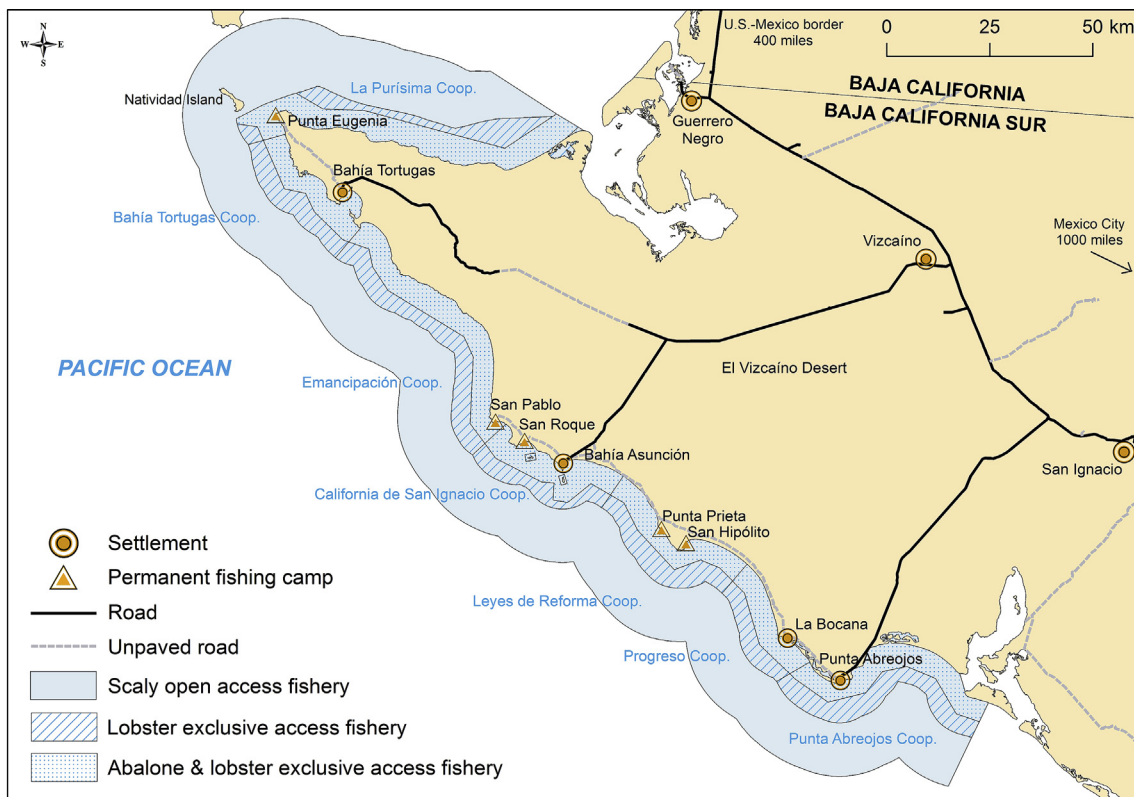 N
W E
S
U.S.-Mexico border
400 miles
0 25 50 km
BAJA CALIFORNIA
BAJA CALIFORNIA SUR
La Purísima Coop.
Natividad Island
Punta Eugenia
Guerrero
Negro
Bahía Tortugas
Bahía Tortugas Coop.
Vizcaíno
Mexico City
1000 miles
PACIFIC OCEAN
El Vizcaíno Desert
Emancipación Coop.
San Pablo
San Roque
Bahía Asunción
San Ignacio
California de San Ignacio Coop.
Punta Prieta
San Hipólito
Leyes de Reforma Coop.
La Bocana
Progreso Coop.
Punta Abreojos
Punta Abreojos Coop.
Settlement
Permanent fishing camp
Road
Unpaved road
Scaly open access fishery
Lobster exclusive access fishery
Abalone & lobster exclusive access fishery